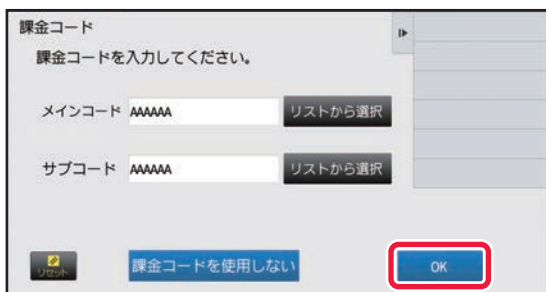 課金コード
課金コードを入力してください。
メインコード AAAAAA リストから選択
サブコード AAAAAA リストから選択
リセット 課金コードを使用しない OK